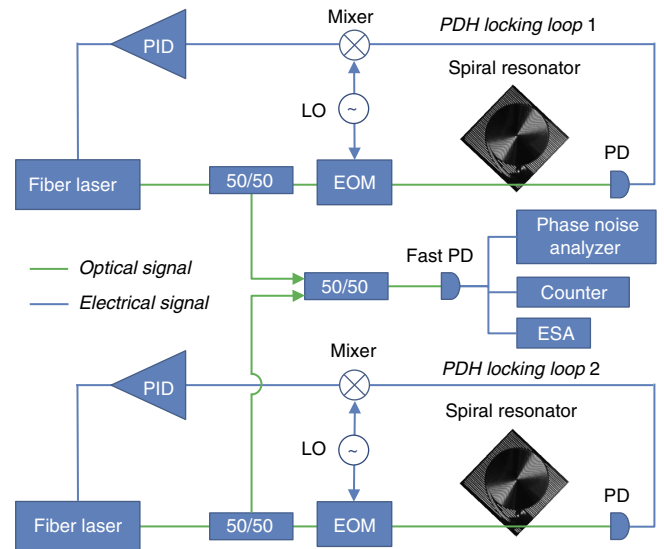 PID
Mixer
PDH locking loop 1
Spiral resonator
LO
~
PD
Fiber laser
50/50
EOM
Optical signal
Electrical signal
50/50
Fast PD
Phase noise
analyzer
Counter
ESA
PID
Mixer
PDH locking loop 2
Spiral resonator
LO
~
PD
Fiber laser
50/50
EOM